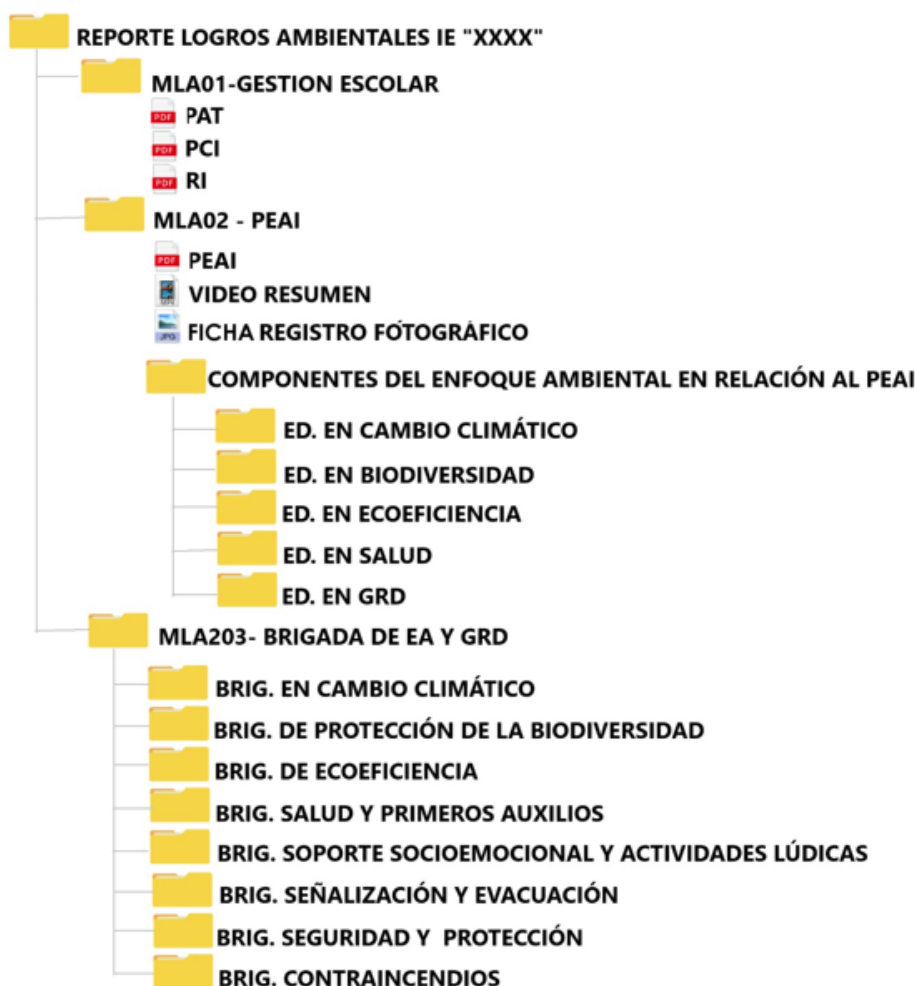 REPORTE LOGROS AMBIENTALES IE "XXXX"
MLA01-GESTION ESCOLAR
PDF PAT
PDF PCI
PDF RI
MLA02 - PEAI
PDF PEAI
VIDEO RESUMEN
JPG FICHA REGISTRO FOTOGRÁFICO
COMPONENTES DEL ENFOQUE AMBIENTAL EN RELACIÓN AL PEAI
ED. EN CAMBIO CLIMÁTICO
ED. EN BIODIVERSIDAD
ED. EN ECOEFICIENCIA
ED. EN SALUD
ED. EN GRD
MLA203- BRIGADA DE EA Y GRD
BRIG. EN CAMBIO CLIMÁTICO
BRIG. DE PROTECCIÓN DE LA BIODIVERSIDAD
BRIG. DE ECOEFICIENCIA
BRIG. SALUD Y PRIMEROS AUXILIOS
BRIG. SOPORTE SOCIOEMOCIONAL Y ACTIVIDADES LÚDICAS
BRIG. SEÑALIZACIÓN Y EVACUACIÓN
BRIG. SEGURIDAD Y PROTECCIÓN
BRIG. CONTRAINCENDIOS